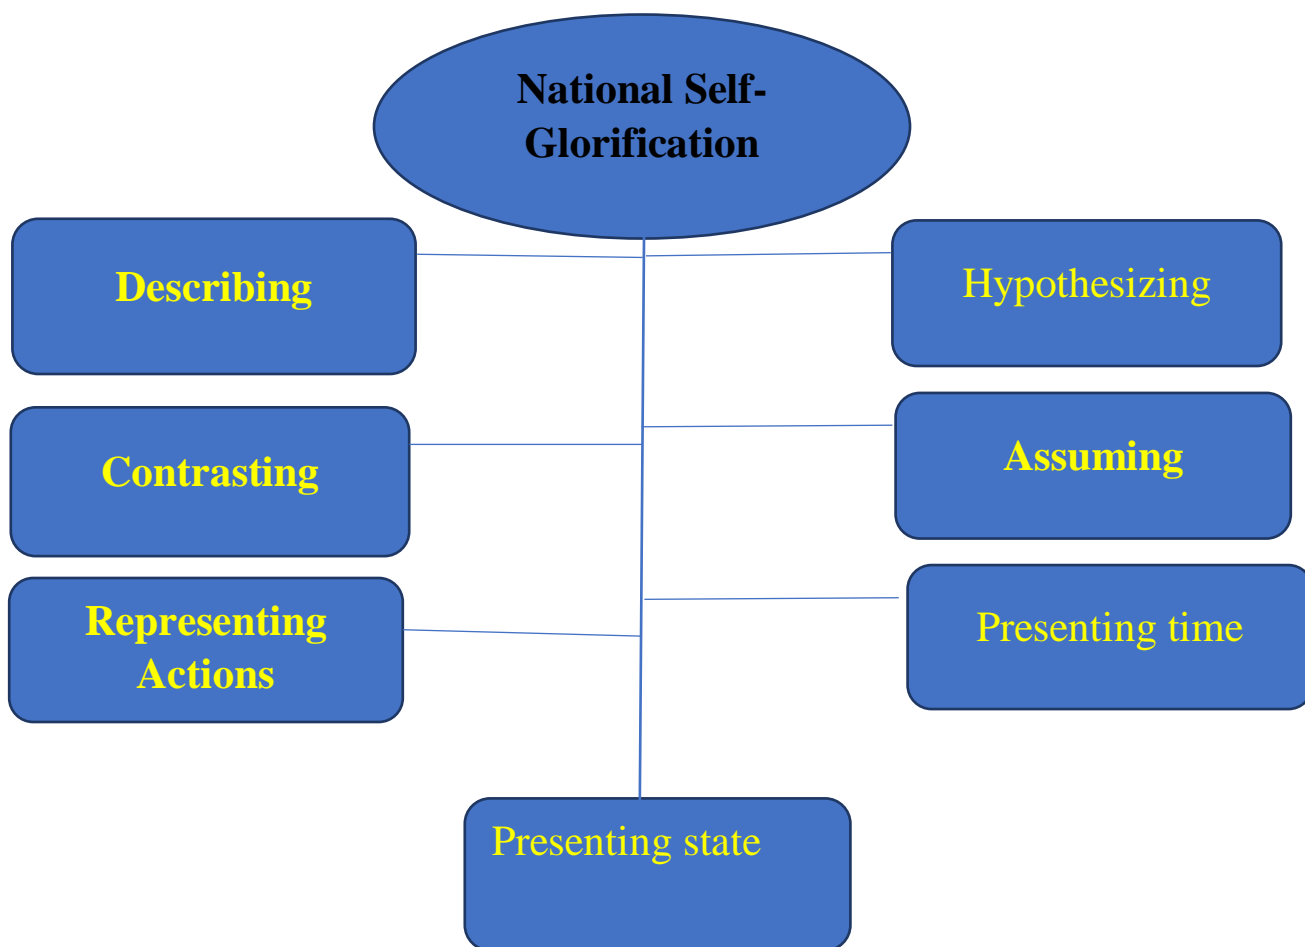 National Self-
Glorification
Describing
Hypothesizing
Contrasting
Assuming
Representing
Actions
Presenting time
Presenting state